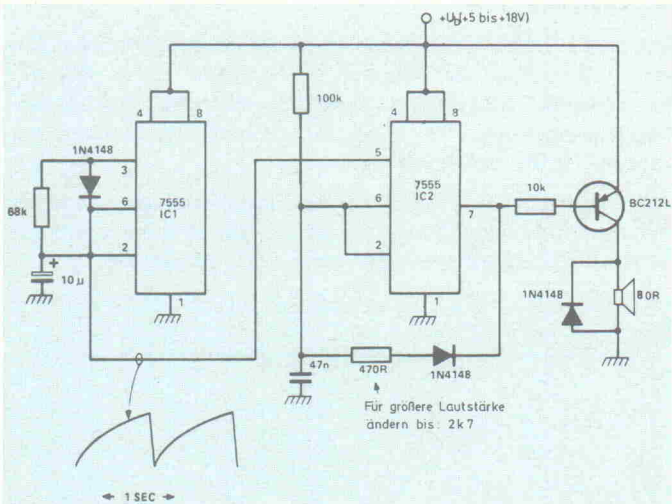 +Ub(+5 bis +18V)
4
8
100k
4
8
1N4148
3
68k
6
7555
IC1
2
+
10µ
1
5
7555
IC2
6
7
2
10k
BC212L
1
1N4148
80R
47n
470R
1N4148
Für größere Lautstärke
ändern bis: 2k7
1 SEC